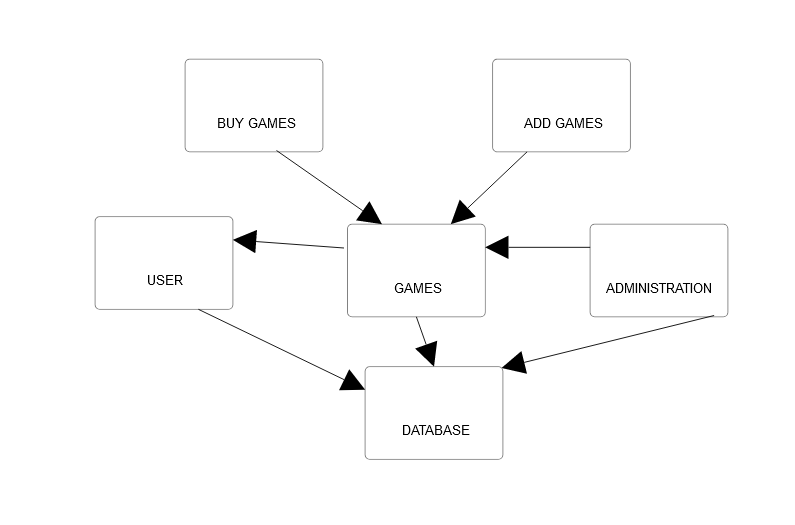 BUY GAMES
ADD GAMES
USER
GAMES
ADMINISTRATION
DATABASE